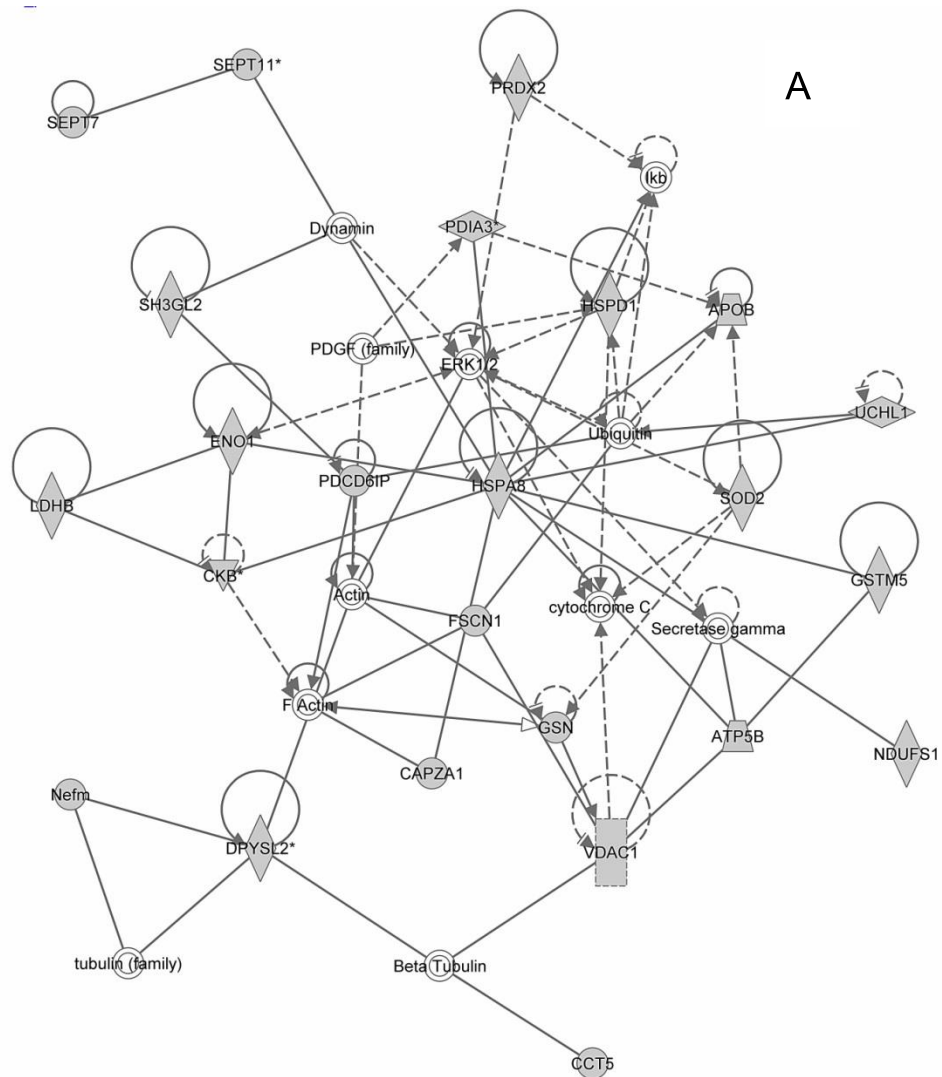 A
SEPT11*
PRDX2
SEPT7
Ikb
Dynamin
PDIA3*
SH3GL2
HSPD1
APOB
PDGF (family)
ERK1/2
UCHL1
ENO1
Ubiquitin
PDCD6IP
HSPA8
LDHB
SOD2
CKB*
GSTM5
Actin
cytochrome C
FSCN1
Secretase gamma
F Actin
GSN
ATP5B
NDUFS1
CAPZA1
Nefm
DPYSL2*
VDAC1
tubulin (family)
Beta Tubulin
CCT5